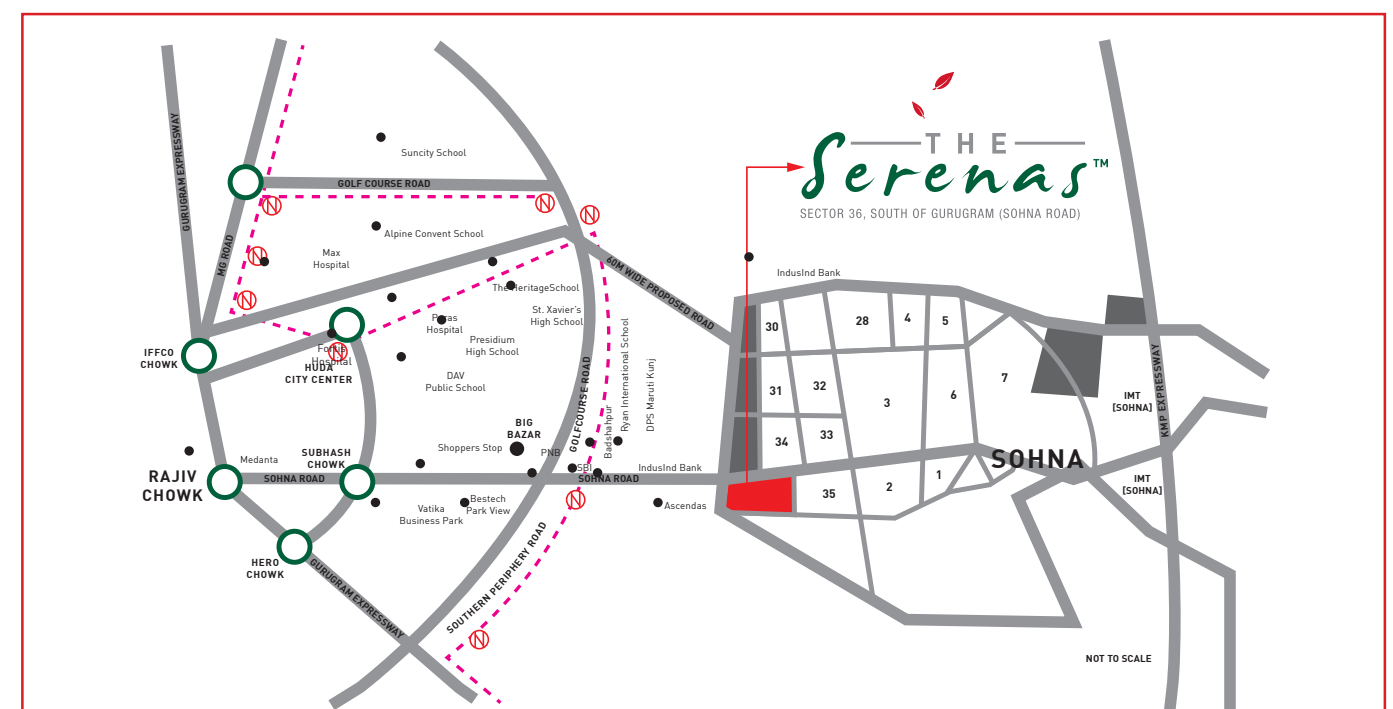 THE
Serenas™
SECTOR 36, SOUTH OF GURUGRAM (SOHNA ROAD)
GURUGRAM EXPRESSWAY
MG ROAD
GOLF COURSE ROAD
Suncity School
Alpine Convent School
Max
Hospital
60M WIDE PROPOSED ROAD
IndusInd Bank
The HeritageSchool
St. Xavier's
High School
Paras
Hospital
Presidium
High School
DAV
Public School
Fortis
Hospital
HUDA
CITY CENTER
IFFCO
CHOWK
GOLFCOURSE ROAD
Badshahpur
Ryan International School
DPS Maruti Kunj
BIG
BAZAR
Shoppers Stop
PNB
SBI
IndusInd Bank
SUBHASH
CHOWK
Medanta
RAJIV
CHOWK
SOHNA ROAD
SOHNA ROAD
Vatika
Business Park
Bestech
Park View
Ascendas
HERO
CHOWK
GURUGRAM EXPRESSWAY
SOUTHERN PERIPHERY ROAD
30
28
4
5
31
32
3
6
7
34
33
35
2
1
SOHNA
IMT
[SOHNA]
KMP EXPRESSWAY
IMT
[SOHNA]
NOT TO SCALE